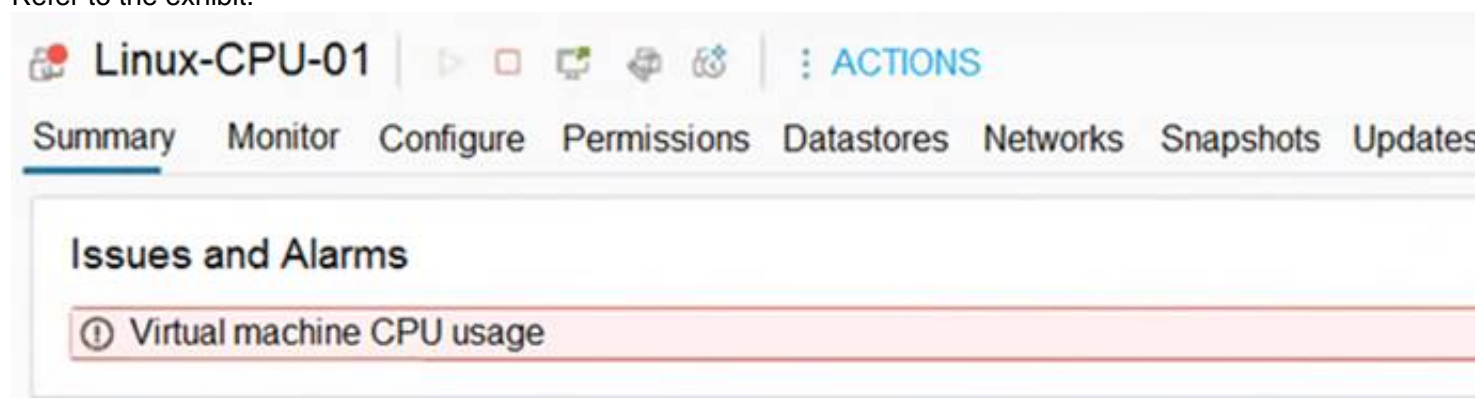 Refer to the exhibit.
Linux-CPU-01 ACTIONS
Summary Monitor Configure Permissions Datastores Networks Snapshots Updates
Issues and Alarms
Virtual machine CPU usage